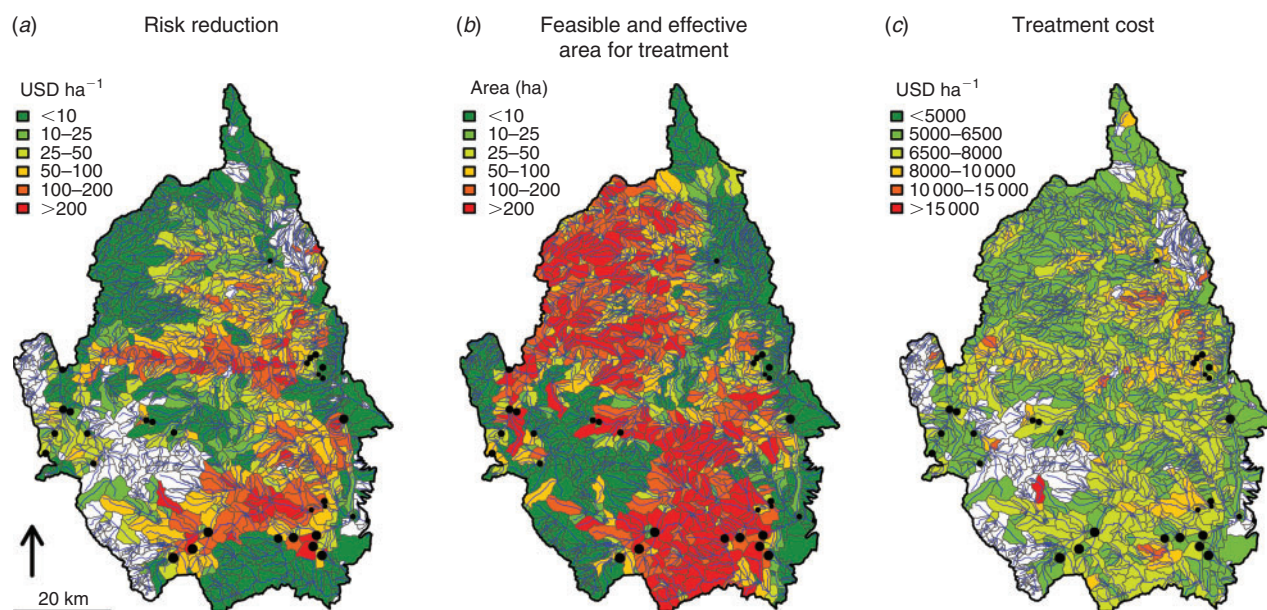 (a) Risk reduction
USD ha−1
<10
10–25
25–50
50–100
100–200
>200
20 km
(b) Feasible and effective
area for treatment
Area (ha)
<10
10–25
25–50
50–100
100–200
>200
(c) Treatment cost
USD ha−1
<5000
5000–6500
6500–8000
8000–10 000
10 000–15 000
>15 000